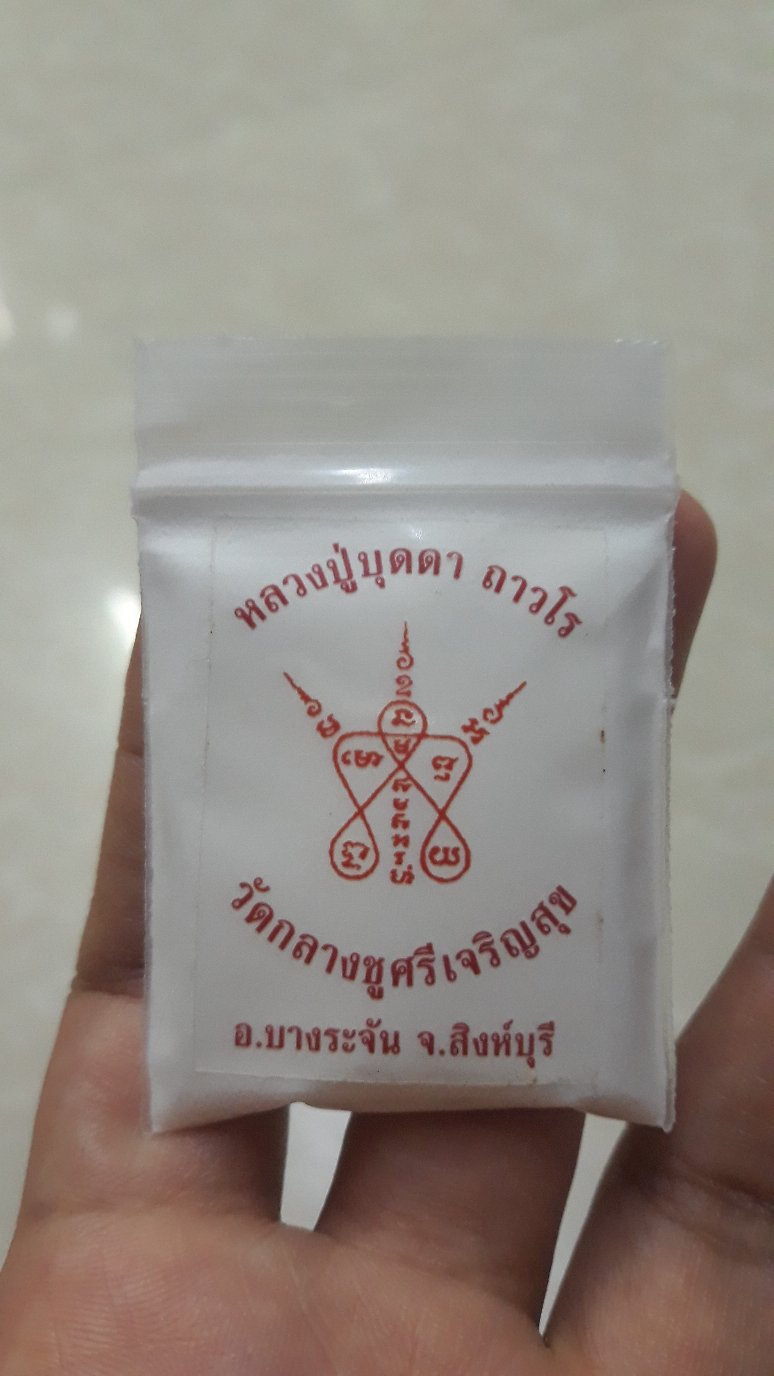 หลวงปู่บุดดา ถาวโร
วัดกลางชูศรีเจริญสุข
อ.บางระจัน จ.สิงห์บุรี